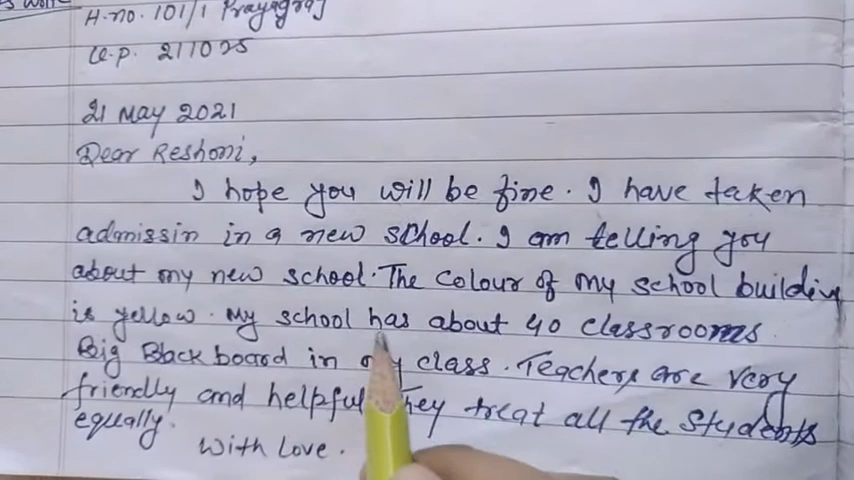 H.no. 101/1 Prayagraj
U.P. 211025
21 May 2021
Dear Reshoni,
I hope you will be fine. I have taken
admissin in a new school. I am telling you
about my new school. The colour of my school building
is yellow. My school has about 40 classrooms
Big Black board in my class. Teachers are very
friendly and helpful They treat all the students
equally.
With Love.